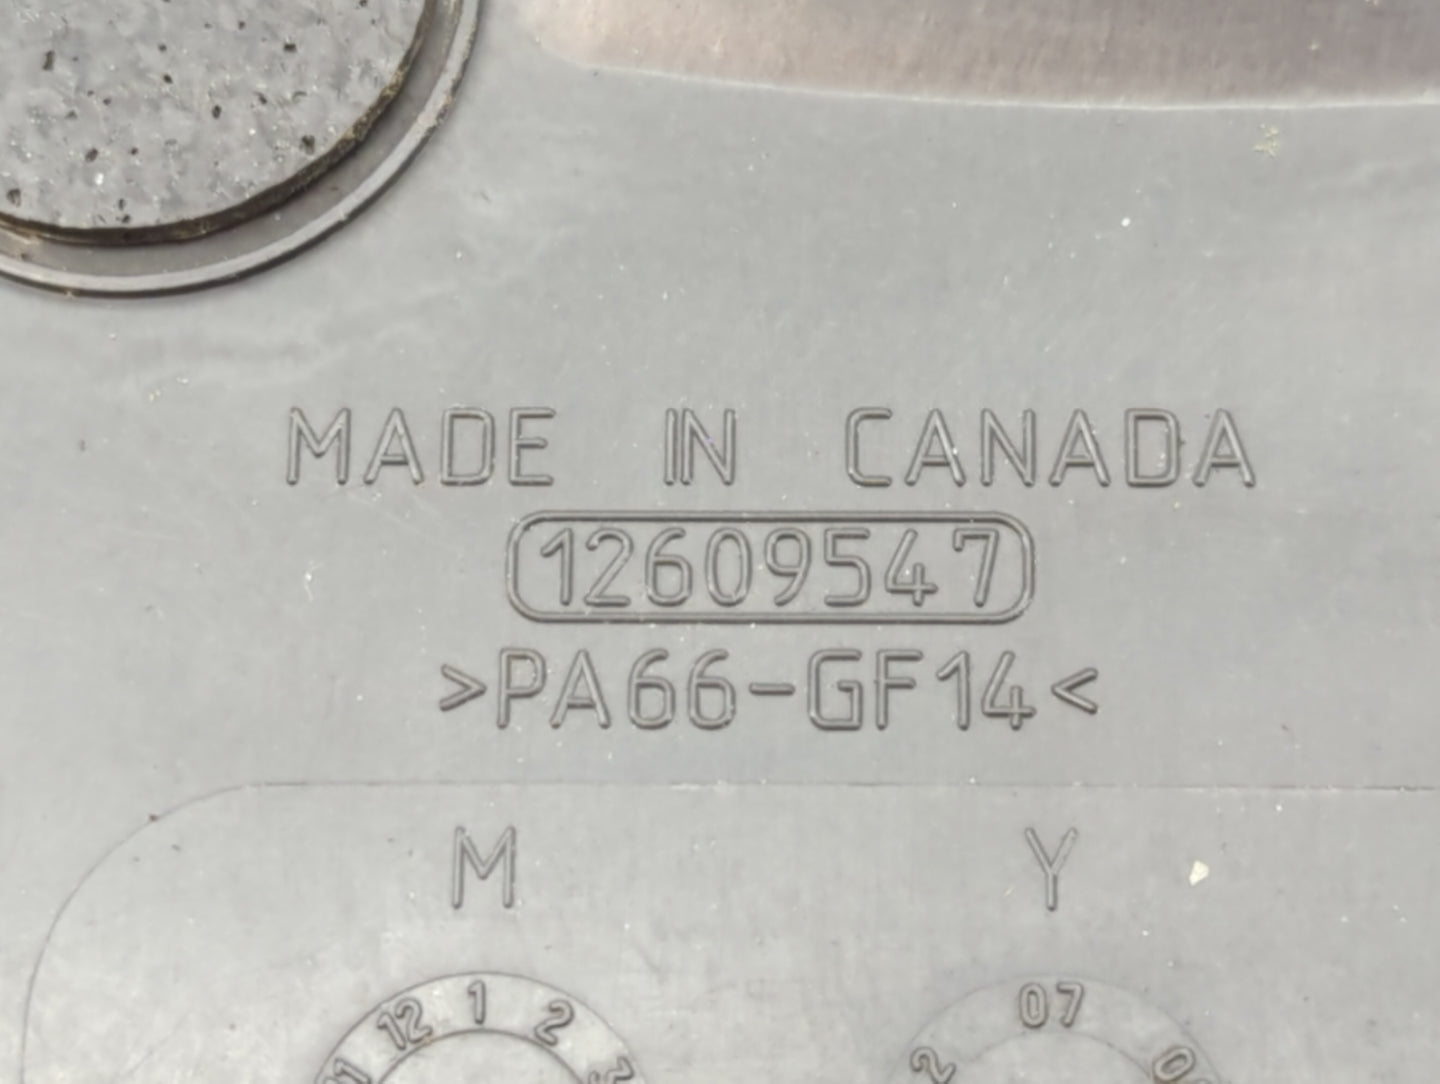 MADE IN CANADA
12609547
>PA66-GF14<
M Y
12 1 2
07